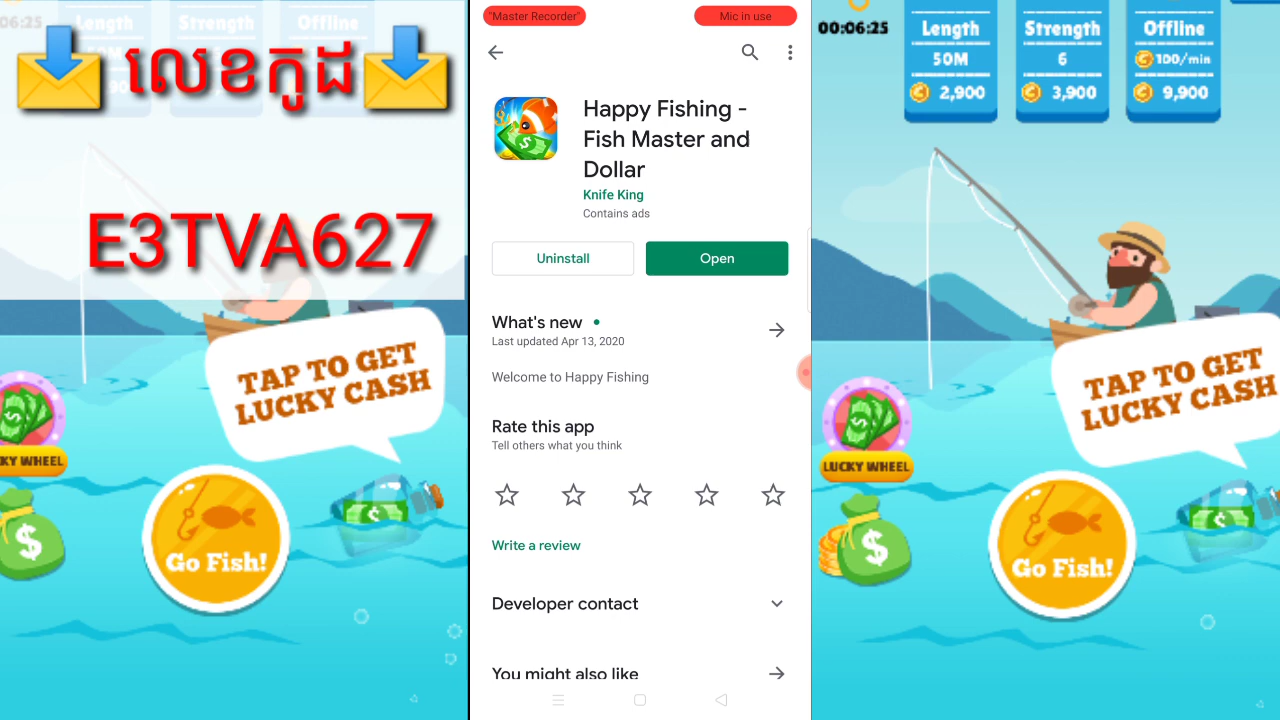 06:25
Length
Strength
Offline
លេខកូដ
E3TVA627
TAP TO GET
LUCKY CASH
KY WHEEL
Go Fish!
"Master Recorder"
Mic in use
Happy Fishing -
Fish Master and
Dollar
Knife King
Contains ads
Uninstall
Open
What's new
Last updated Apr 13, 2020
Welcome to Happy Fishing
Rate this app
Tell others what you think
Write a review
Developer contact
You might also like
00:06:25
Length
Strength
Offline
50M
6
100/min
2,900
3,900
9,900
TAP TO GET
LUCKY CASH
LUCKY WHEEL
Go Fish!